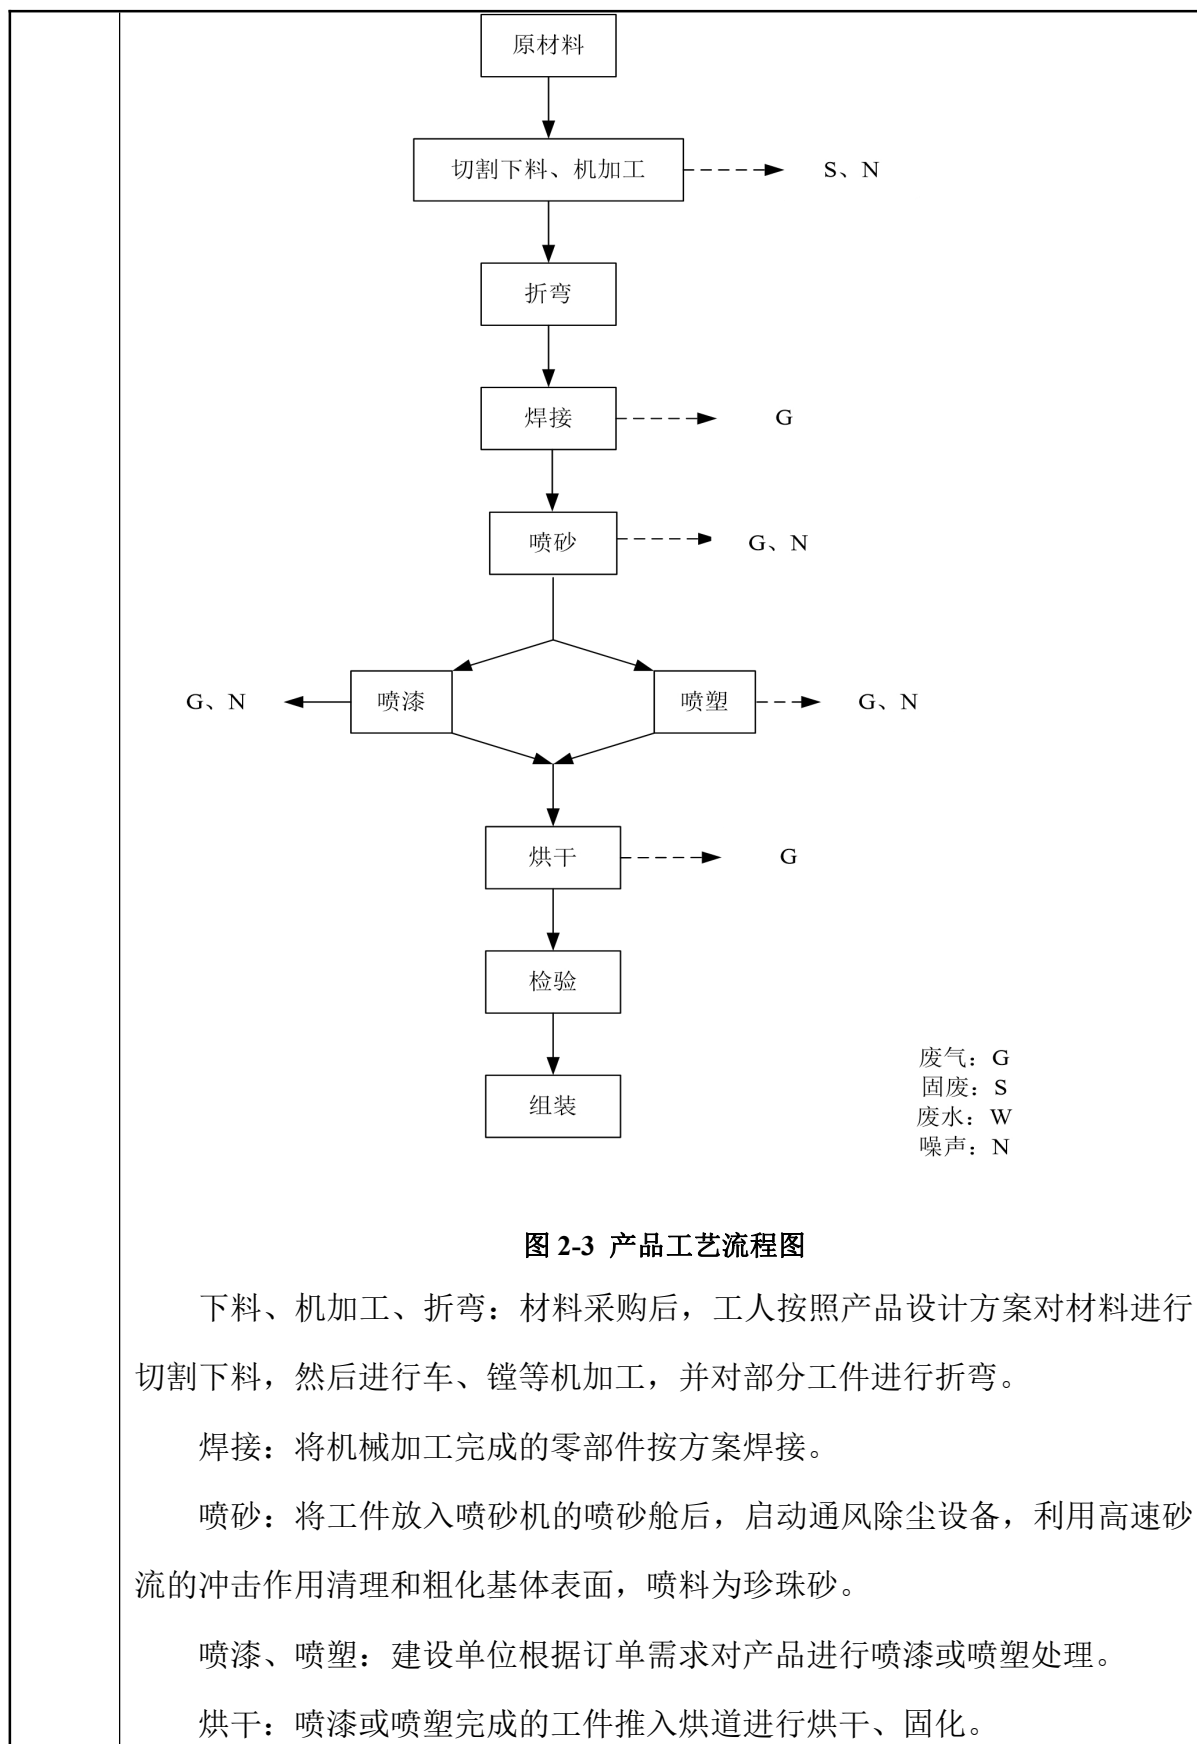 原材料
切割下料、机加工
S、N
折弯
焊接
G
喷砂
G、N
G、N
喷漆
喷塑
G、N
烘干
G
检验
组装
废气：G
固废：S
废水：W
噪声：N
图 2-3 产品工艺流程图
下料、机加工、折弯：材料采购后，工人按照产品设计方案对材料进行
切割下料，然后进行车、镗等机加工，并对部分工件进行折弯。
焊接：将机械加工完成的零部件按方案焊接。
喷砂：将工件放入喷砂机的喷砂舱后，启动通风除尘设备，利用高速砂
流的冲击作用清理和粗化基体表面，喷料为珍珠砂。
喷漆、喷塑：建设单位根据订单需求对产品进行喷漆或喷塑处理。
烘干：喷漆或喷塑完成的工件推入烘道进行烘干、固化。